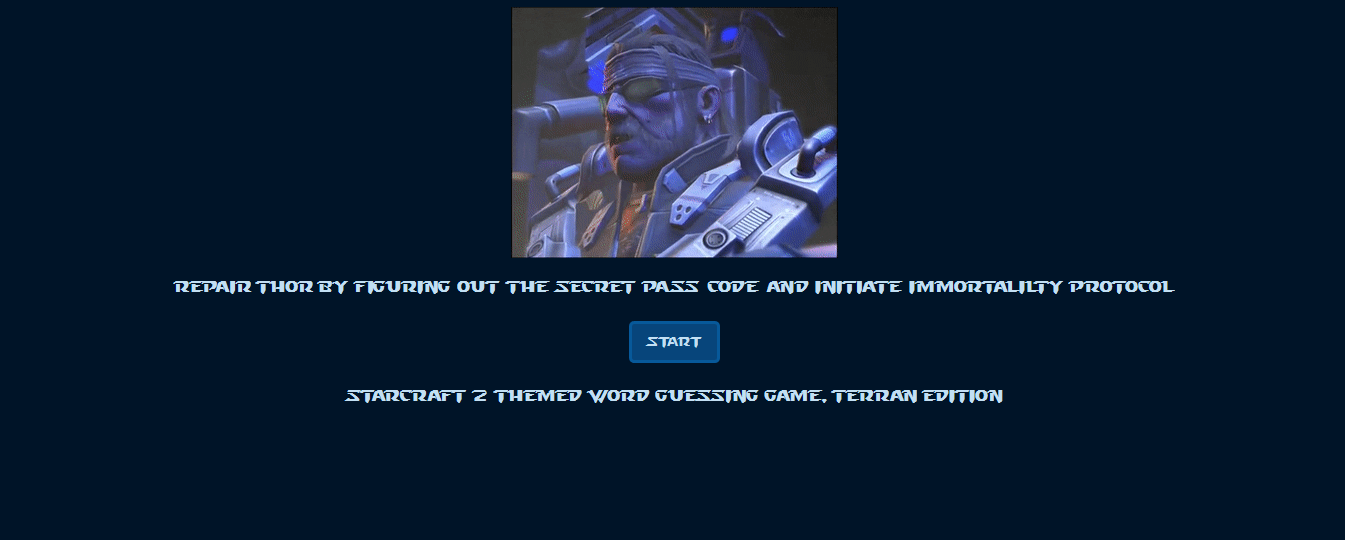 REPAIR THOR BY FIGURING OUT THE SECRET PASS CODE AND INITIATE IMMORTALILTY PROTOCOL
START
STARCRAFT 2 THEMED WORD GUESSING GAME, TERRAN EDITION